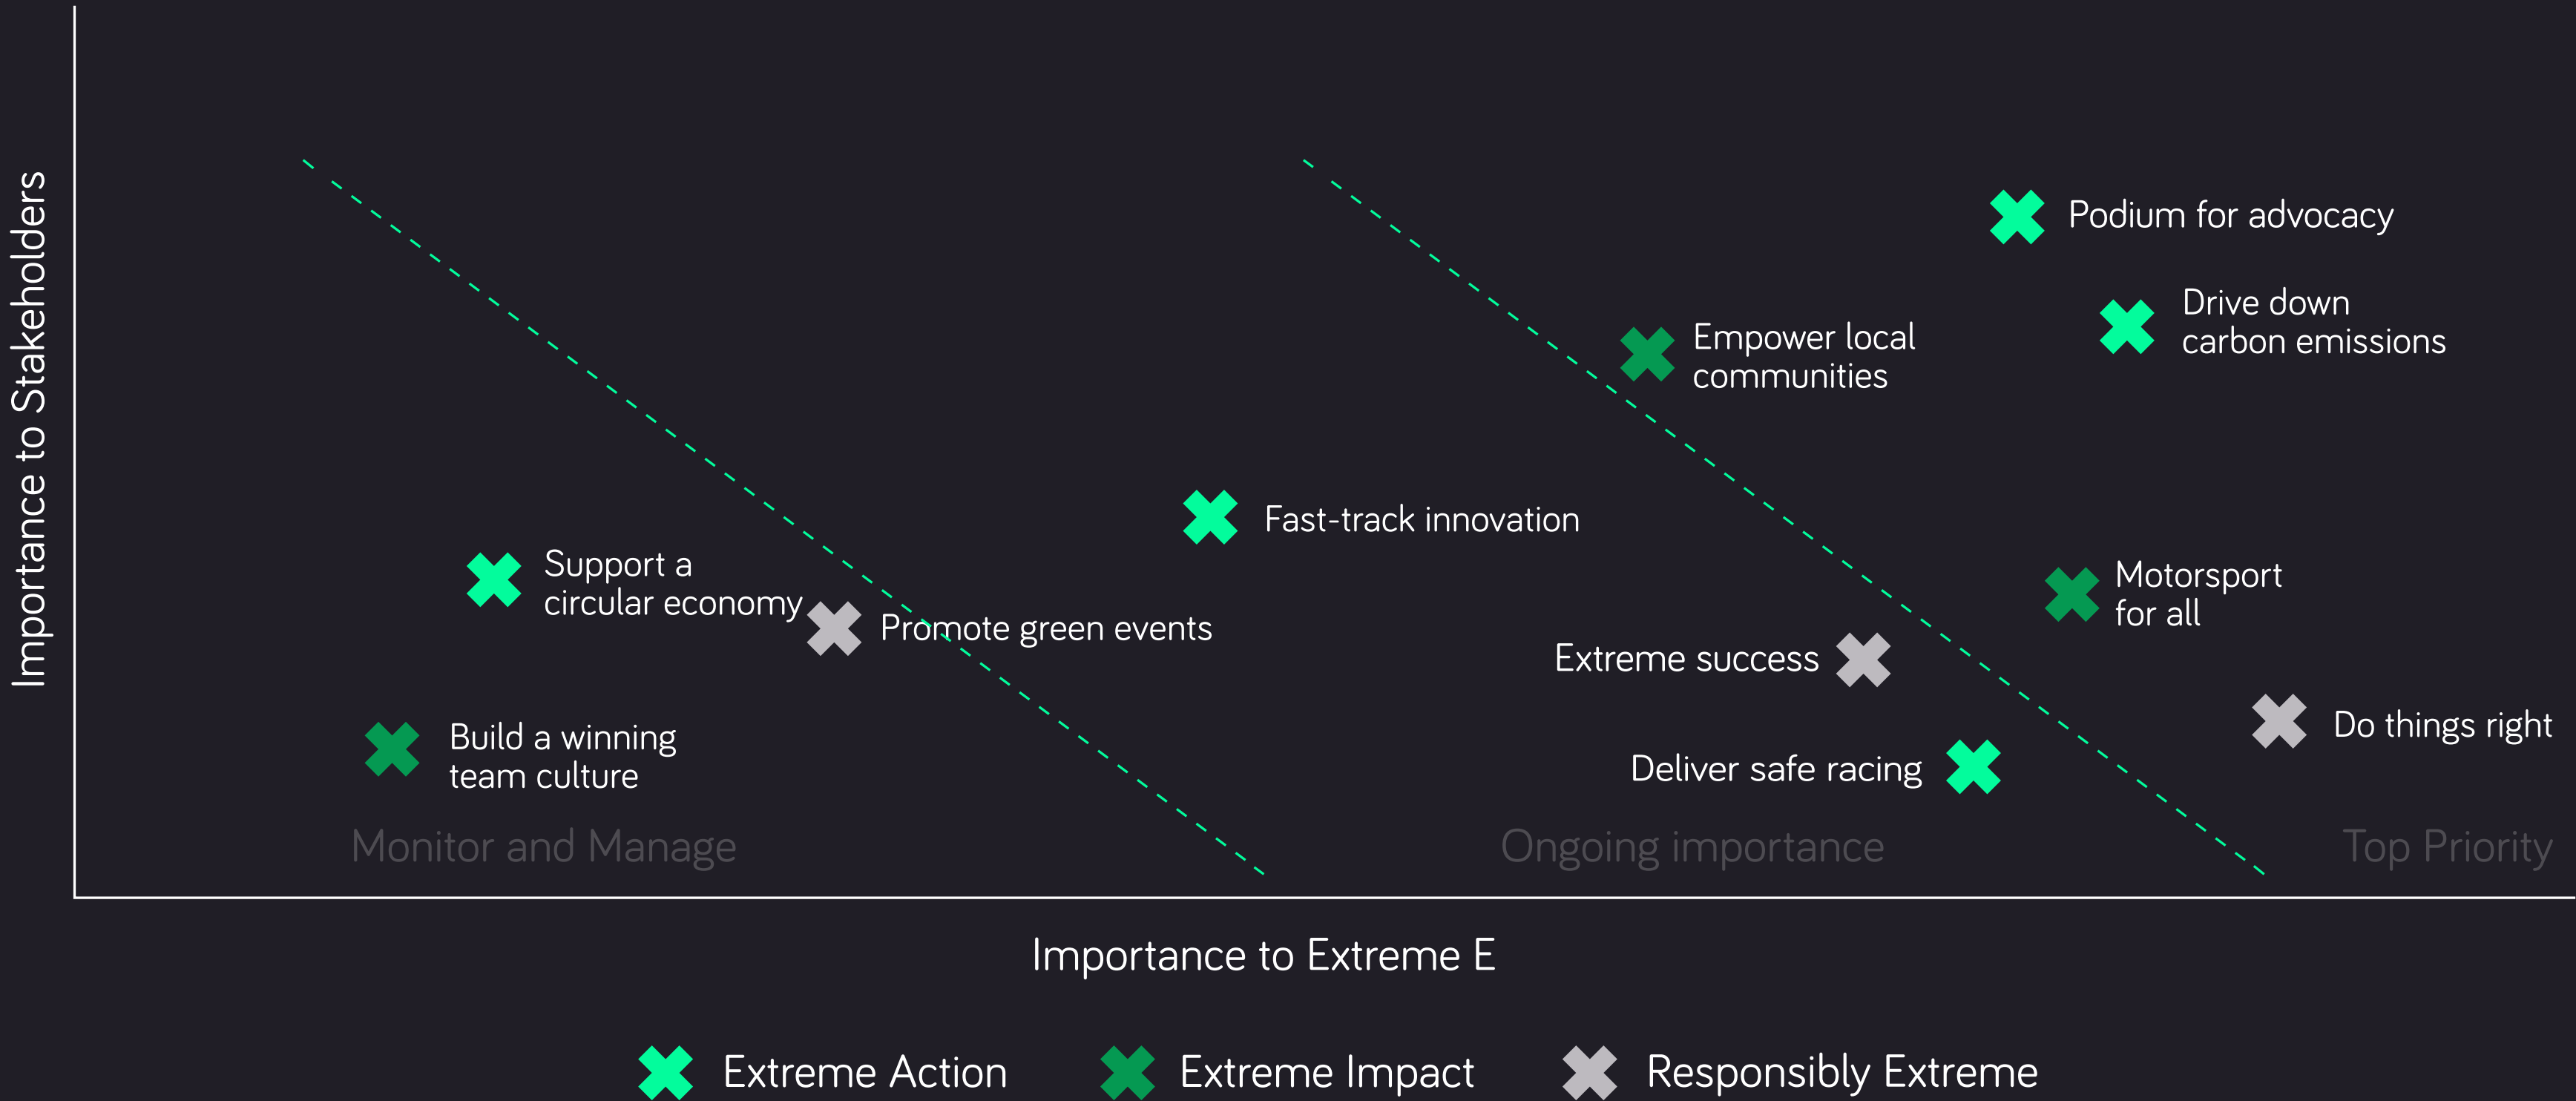 Importance to Stakeholders
Podium for advocacy
Drive down
carbon emissions
Empower local
communities
Fast-track innovation
Support a
circular economy
Promote green events
Motorsport
for all
Extreme success
Do things right
Build a winning
team culture
Deliver safe racing
Monitor and Manage
Ongoing importance
Top Priority
Importance to Extreme E
Extreme Action
Extreme Impact
Responsibly Extreme